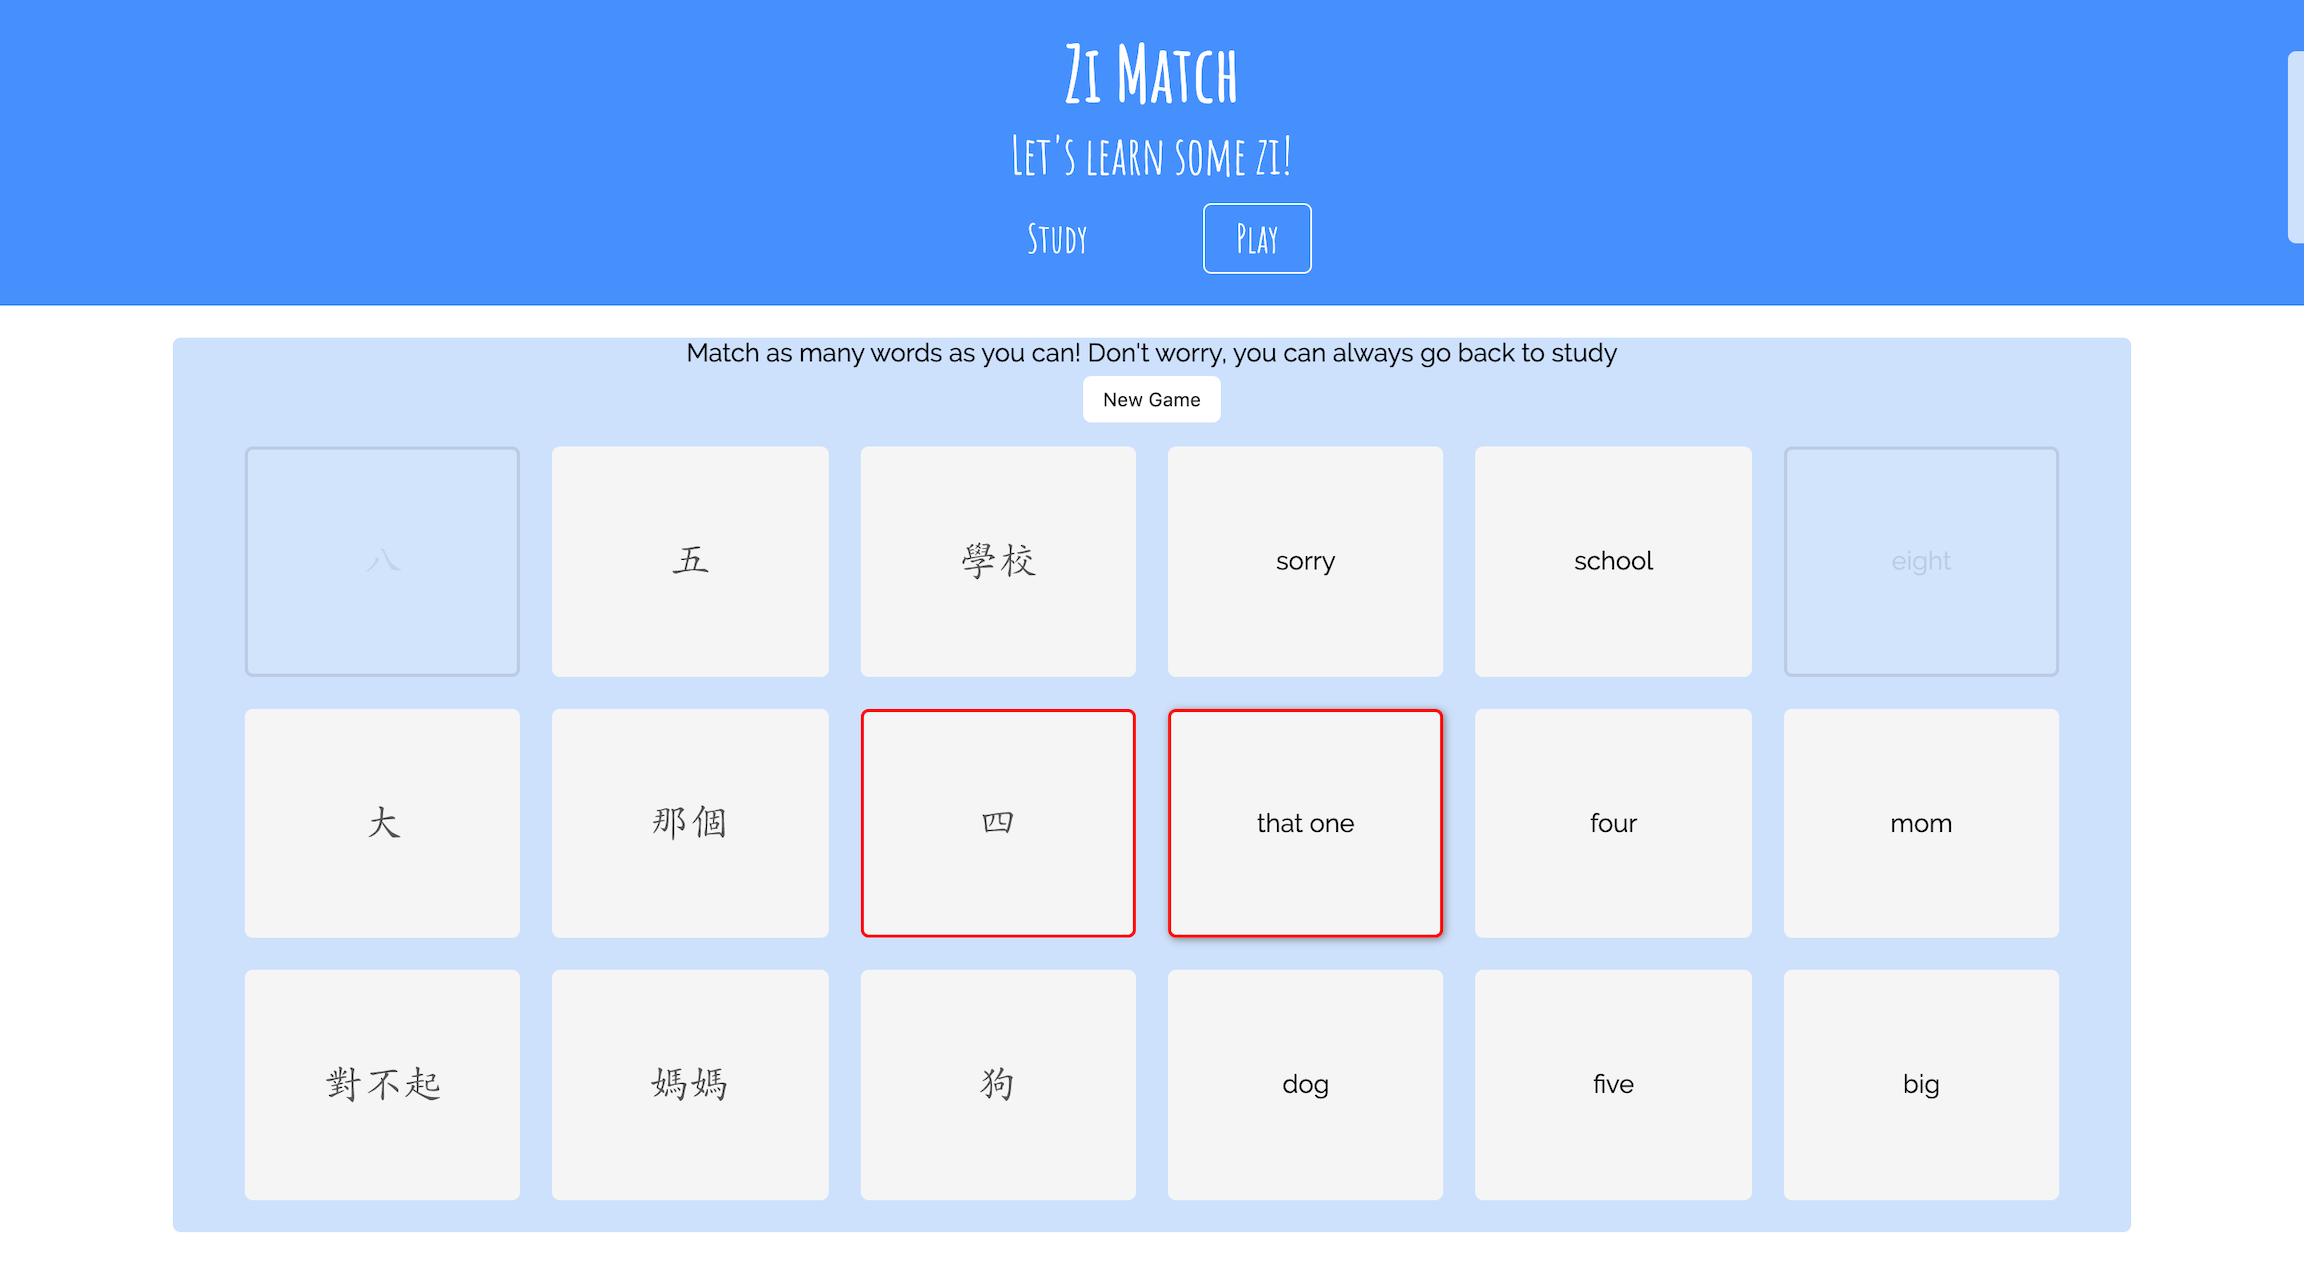 Zi Match
Let's learn some zi!
Study Play
Match as many words as you can! Don't worry, you can always go back to study
New Game
八 五 學校 sorry school eight
大 那個 四 that one four mom
對不起 媽媽 狗 dog five big